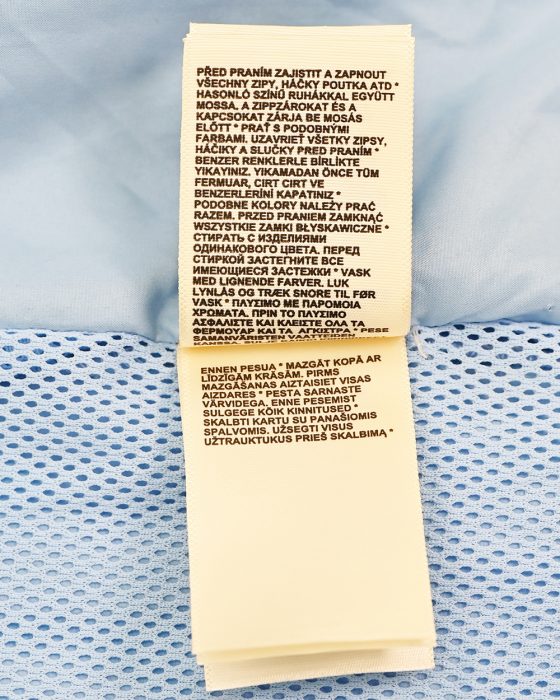 PŘED PRANÍM ZAJISTIT A ZAPNOUT
VŠECHNY ZIPY, HÁČKY POUTKA ATD *
HASONLÓ SZÍNŰ RUHÁKKAL EGYÜTT
MOSSA. A ZIPPZÁROKAT ÉS A
KAPCSOKAT ZÁRJA BE MOSÁS
ELŐTT * PRAŤ S PODOBNÝMI
FARBAMI. UZAVRIEŤ VŠETKY ZIPSY,
HÁČIKY A SLUČKY PRED PRANÍM *
BENZER RENKLERLE BİRLİKTE
YIKAYINIZ. YIKAMADAN ÖNCE TÜM
FERMUAR, CIRT CIRT VE
BENZERLERİNİ KAPATINIZ *
PODOBNE KOLORY NALEŻY PRAĆ
RAZEM. PRZED PRANIEM ZAMKNĄĆ
WSZYSTKIE ZAMKI BŁYSKAWICZNE *
СТИРАТЬ С ИЗДЕЛИЯМИ
ОДИНАКОВОГО ЦВЕТА. ПЕРЕД
СТИРКОЙ ЗАСТЕГНИТЕ ВСЕ
ИМЕЮЩИЕСЯ ЗАСТЕЖКИ * VASK
MED LIGNENDE FARVER. LUK
LYNLÅS OG TRÆK SNORE TIL FØR
VASK * ΠΛΥΣΙΜΟ ΜΕ ΠΑΡΟΜΟΙΑ
ΧΡΩΜΑΤΑ. ΠΡΙΝ ΤΟ ΠΛΥΣΙΜΟ
ΑΣΦΑΛΙΣΤΕ ΚΑΙ ΚΛΕΙΣΤΕ ΟΛΑ ΤΑ
ΦΕΡΜΟΥΑΡ ΚΑΙ ΤΑ ΑΓΚΙΣΤΡΑ * PESE
SAMANVÄRISTEN VAATTEIDEN
ENNEN PESUA * MAZGĀT KOPĀ AR
LĪDZĪGĀM KRĀSĀM. PIRMS
MAZGĀŠANAS AIZTAISIET VISAS
AIZDARES * PESTA SARNASTE
VÄRVIDEGA. ENNE PESEMIST
SULGEGE KÕIK KINNITUSED *
SKALBTI KARTU SU PANAŠIOMIS
SPALVOMIS. UŽSEGTI VISUS
UŽTRAUKTUKUS PRIEŠ SKALBIMĄ *